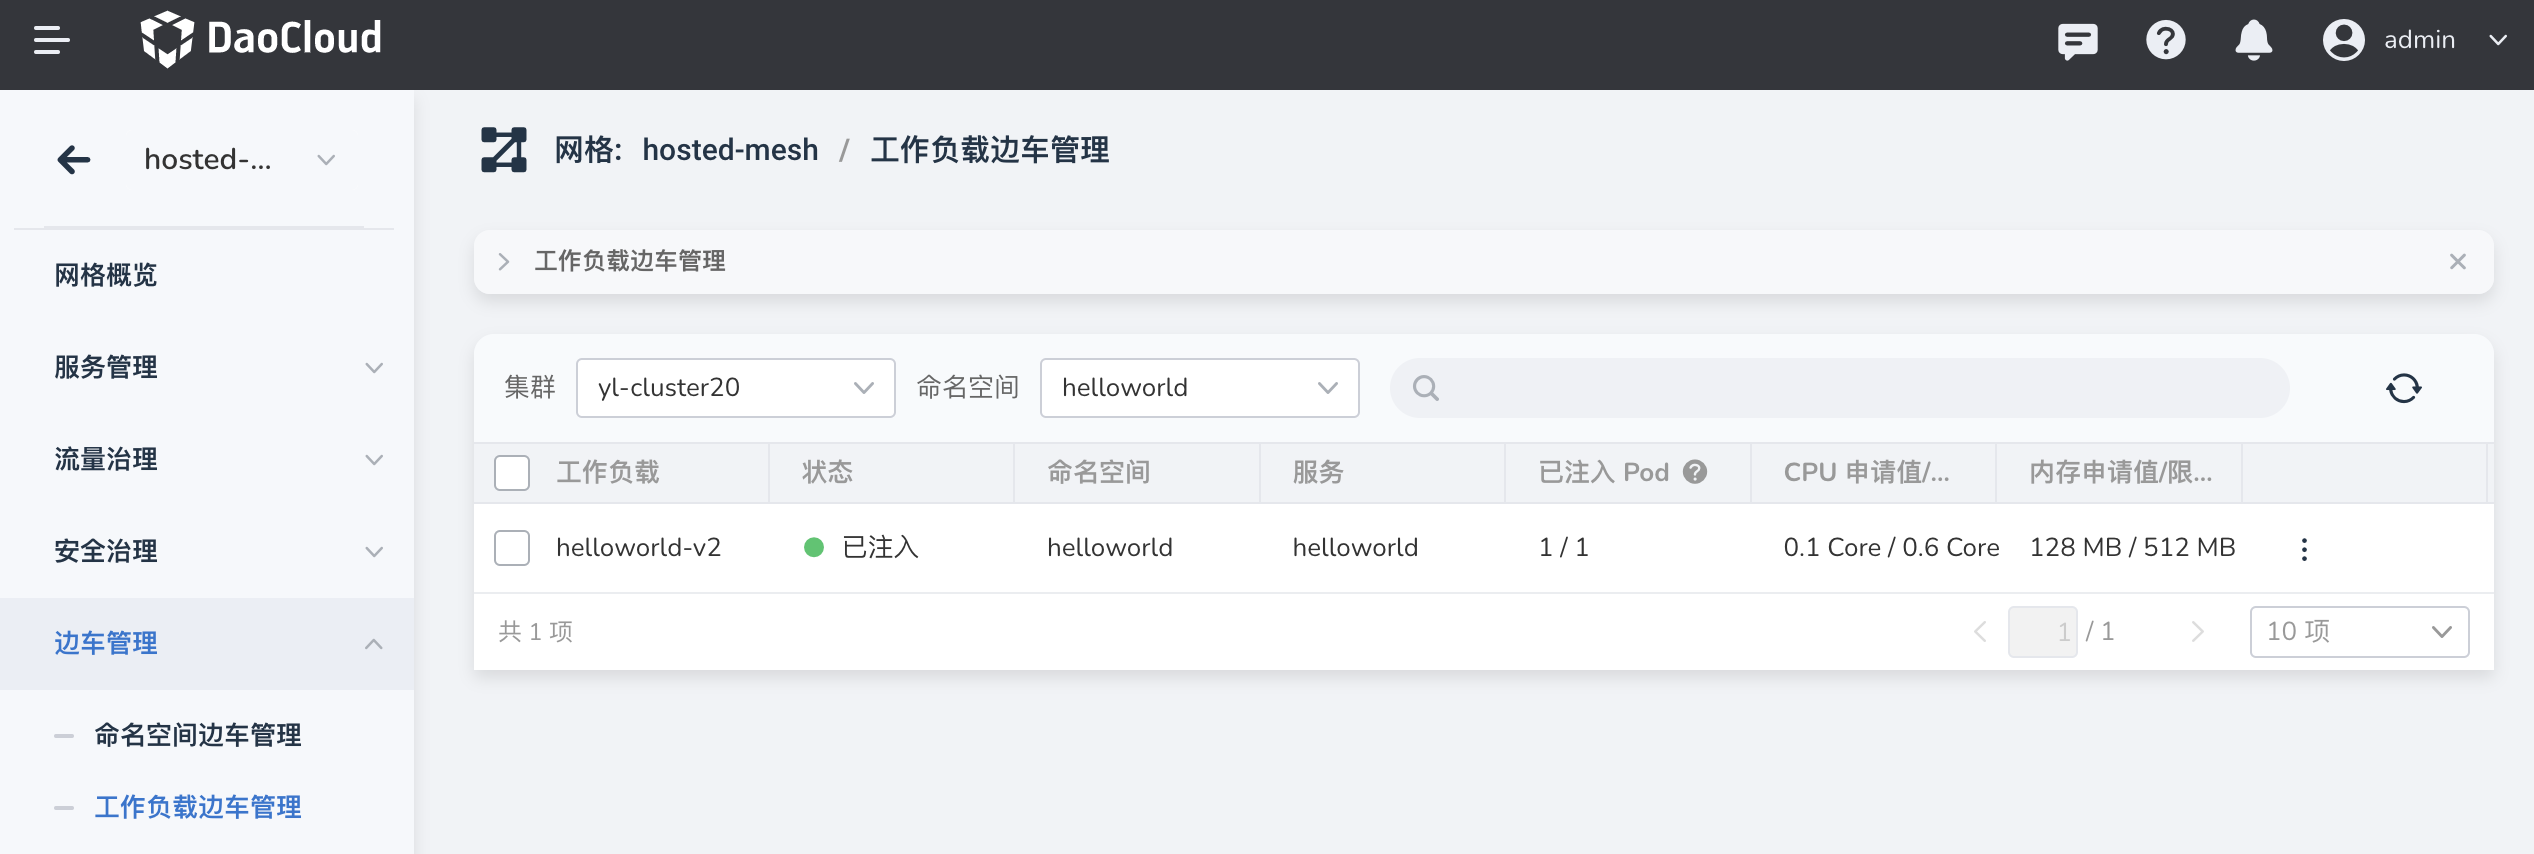 DaoCloud
admin
hosted-...
网格概览
服务管理
流量治理
安全治理
边车管理
命名空间边车管理
工作负载边车管理
网格: hosted-mesh / 工作负载边车管理
工作负载边车管理
集群 yl-cluster20 命名空间 helloworld
工作负载 状态 命名空间 服务 已注入 Pod CPU 申请值/... 内存申请值/限...
helloworld-v2 已注入 helloworld helloworld 1 / 1 0.1 Core / 0.6 Core 128 MB / 512 MB
共 1 项 1 / 1 10 项